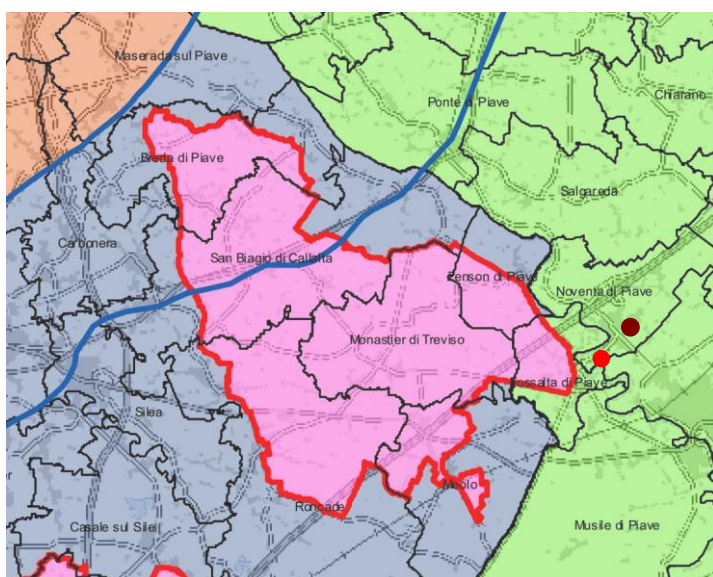 Maserada sul Piave
Chiarano
Ponte di Piave
Breda di Piave
Salgareda
Carbonera
San Biagio di Callalta
Zenson di Piave
Noventa di Piave
Monastier di Treviso
Fossalta di Piave
Silea
Meolo
Roncade
Casale sul Sile
Musile di Piave